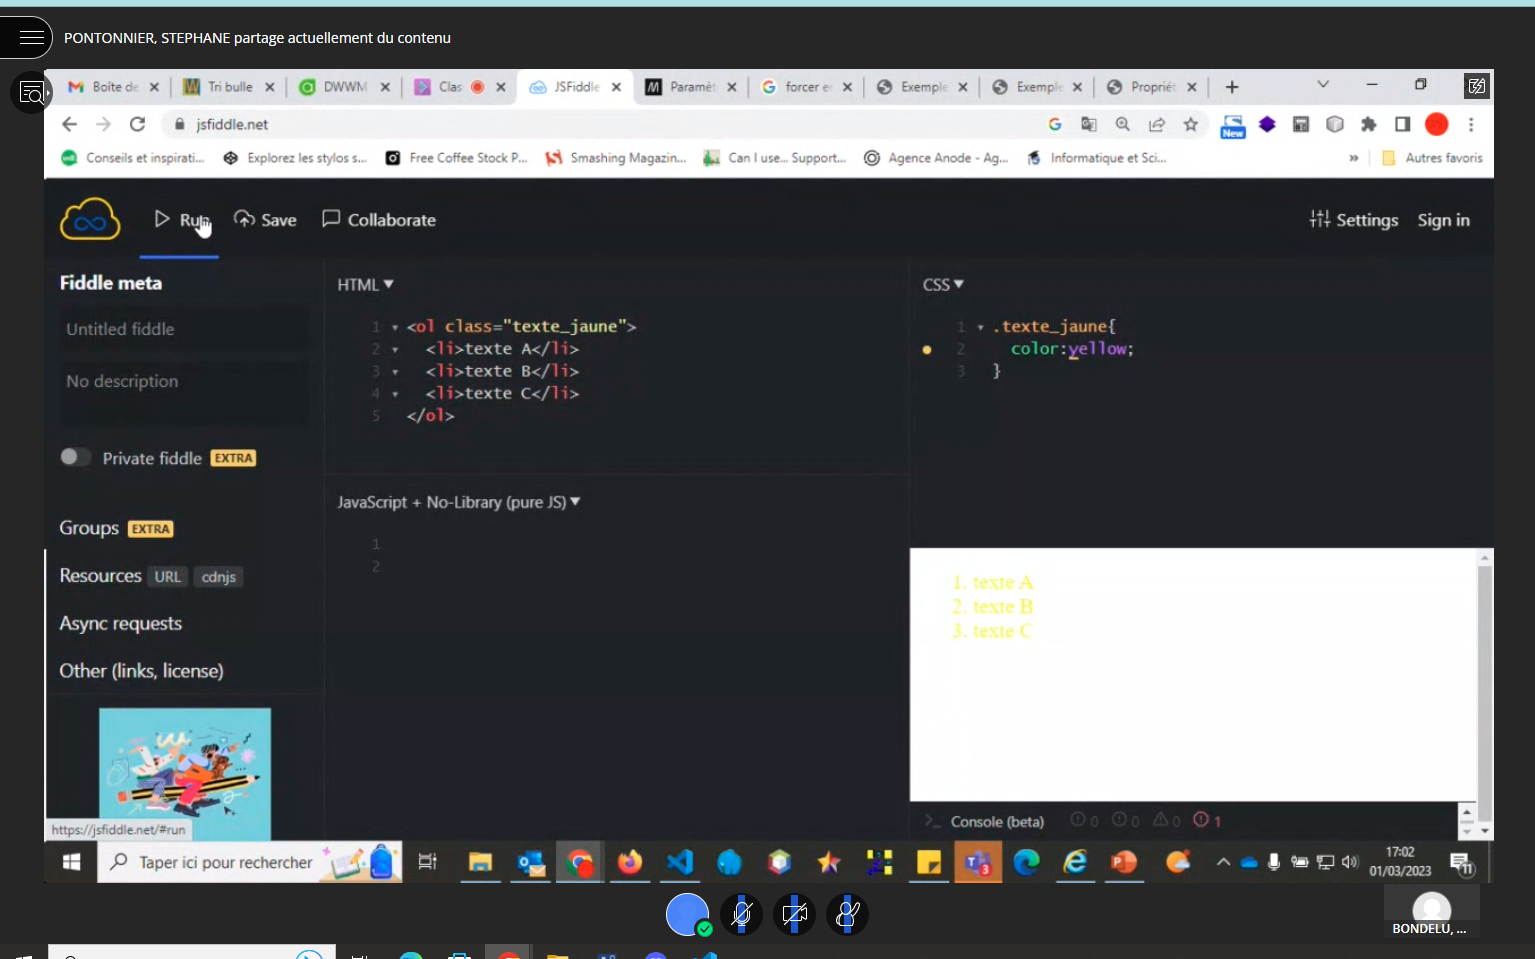 PONTONNIER, STEPHANE partage actuellement du contenu
Boîte de
Tri bulle
DWWM
Clas
JSFiddle
Paramèt
forcer er
Exemple
Exemple
Propriét
jsfiddle.net
New
Conseils et inspirati...
Explorez les stylos s...
Free Coffee Stock P...
Smashing Magazin...
Can I use... Support...
Agence Anode - Ag...
Informatique et Sci...
»
Autres favoris
Run
Save
Collaborate
Settings
Sign in
Fiddle meta
Untitled fiddle
No description
Private fiddle EXTRA
Groups EXTRA
Resources URL cdnjs
Async requests
Other (links, license)
https://jsfiddle.net/#run
HTML
1 <ol class="texte_jaune">
2 <li>texte A</li>
3 <li>texte B</li>
4 <li>texte C</li>
5 </ol>
JavaScript + No-Library (pure JS)
1
2
CSS
1 .texte_jaune{
2 color:yellow;
3 }
1. texte A
2. texte B
3. texte C
>_ Console (beta) 0 0 0 1
Taper ici pour rechercher
3
17:02
01/03/2023
11
BONDELU, ...